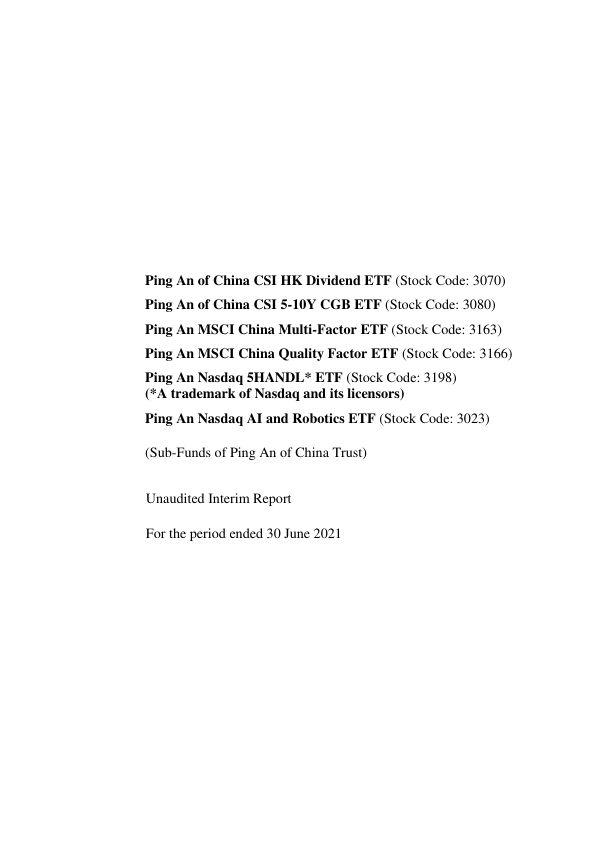 Ping An of China CSI HK Dividend ETF (Stock Code: 3070)
Ping An of China CSI 5-10Y CGB ETF (Stock Code: 3080)
Ping An MSCI China Multi-Factor ETF (Stock Code: 3163)
Ping An MSCI China Quality Factor ETF (Stock Code: 3166)
Ping An Nasdaq 5HANDL* ETF (Stock Code: 3198)
(*A trademark of Nasdaq and its licensors)
Ping An Nasdaq AI and Robotics ETF (Stock Code: 3023)
(Sub-Funds of Ping An of China Trust)
Unaudited Interim Report
For the period ended 30 June 2021